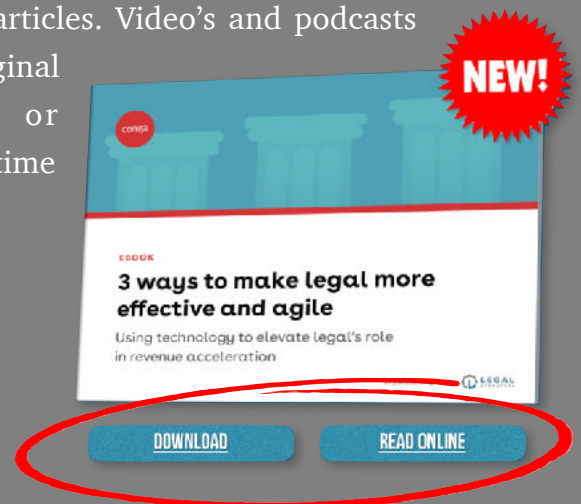 articles. Video's and podcasts
ginal
or
time
NEW!
conga
EBOOK
3 ways to make legal more
effective and agile
Using technology to elevate legal's role
in revenue acceleration
LEGAL
DOWNLOAD
READ ONLINE